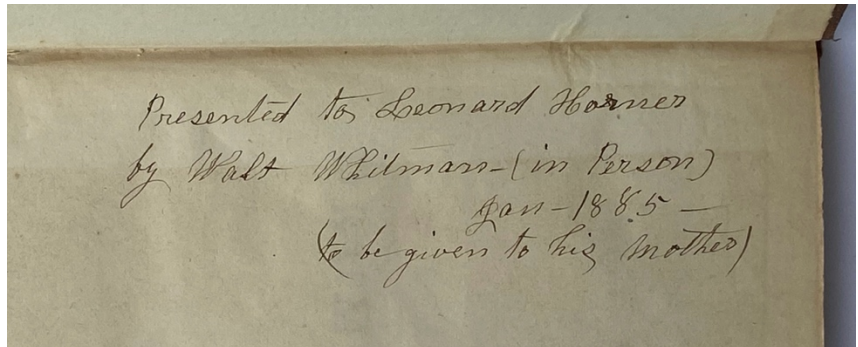 Presented to Leonard Horner
by Walt Whitman - (in Person)
Jan - 1885 -
(to be given to his Mother)